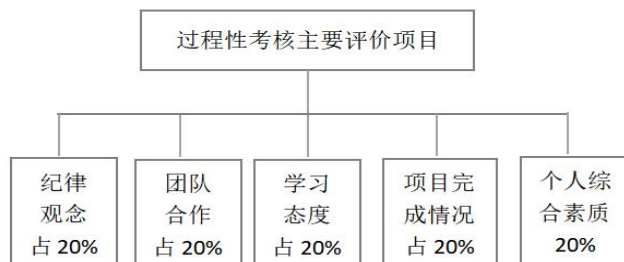 过程性考核主要评价项目
纪律
观念
占 20%
团队
合作
占 20%
学习
态度
占 20%
项目完
成情况
占 20%
个人综
合素质
20%